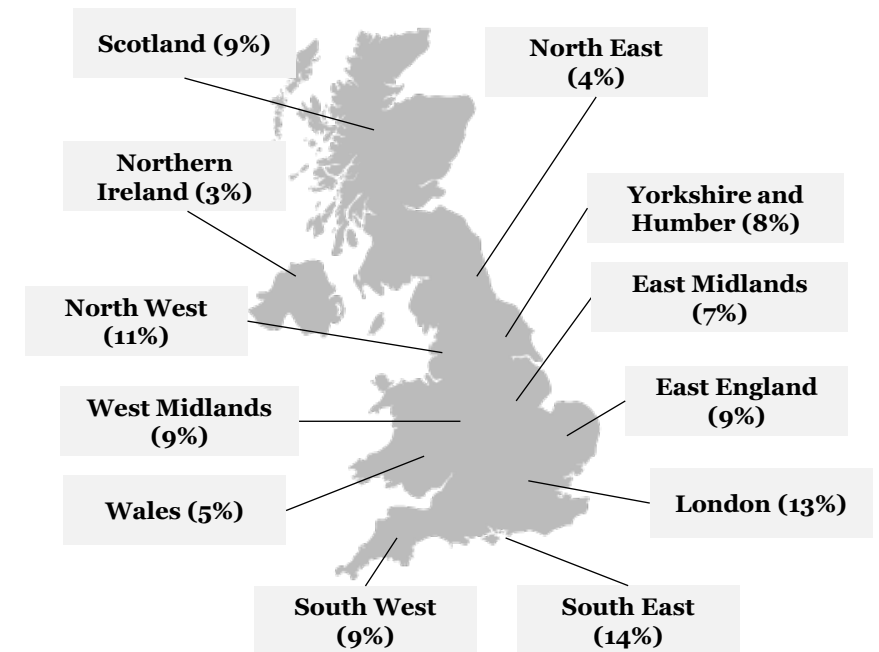 Scotland (9%)
North East
(4%)
Northern
Ireland (3%)
Yorkshire and
Humber (8%)
East Midlands
(7%)
North West
(11%)
East England
(9%)
West Midlands
(9%)
Wales (5%)
London (13%)
South West
(9%)
South East
(14%)